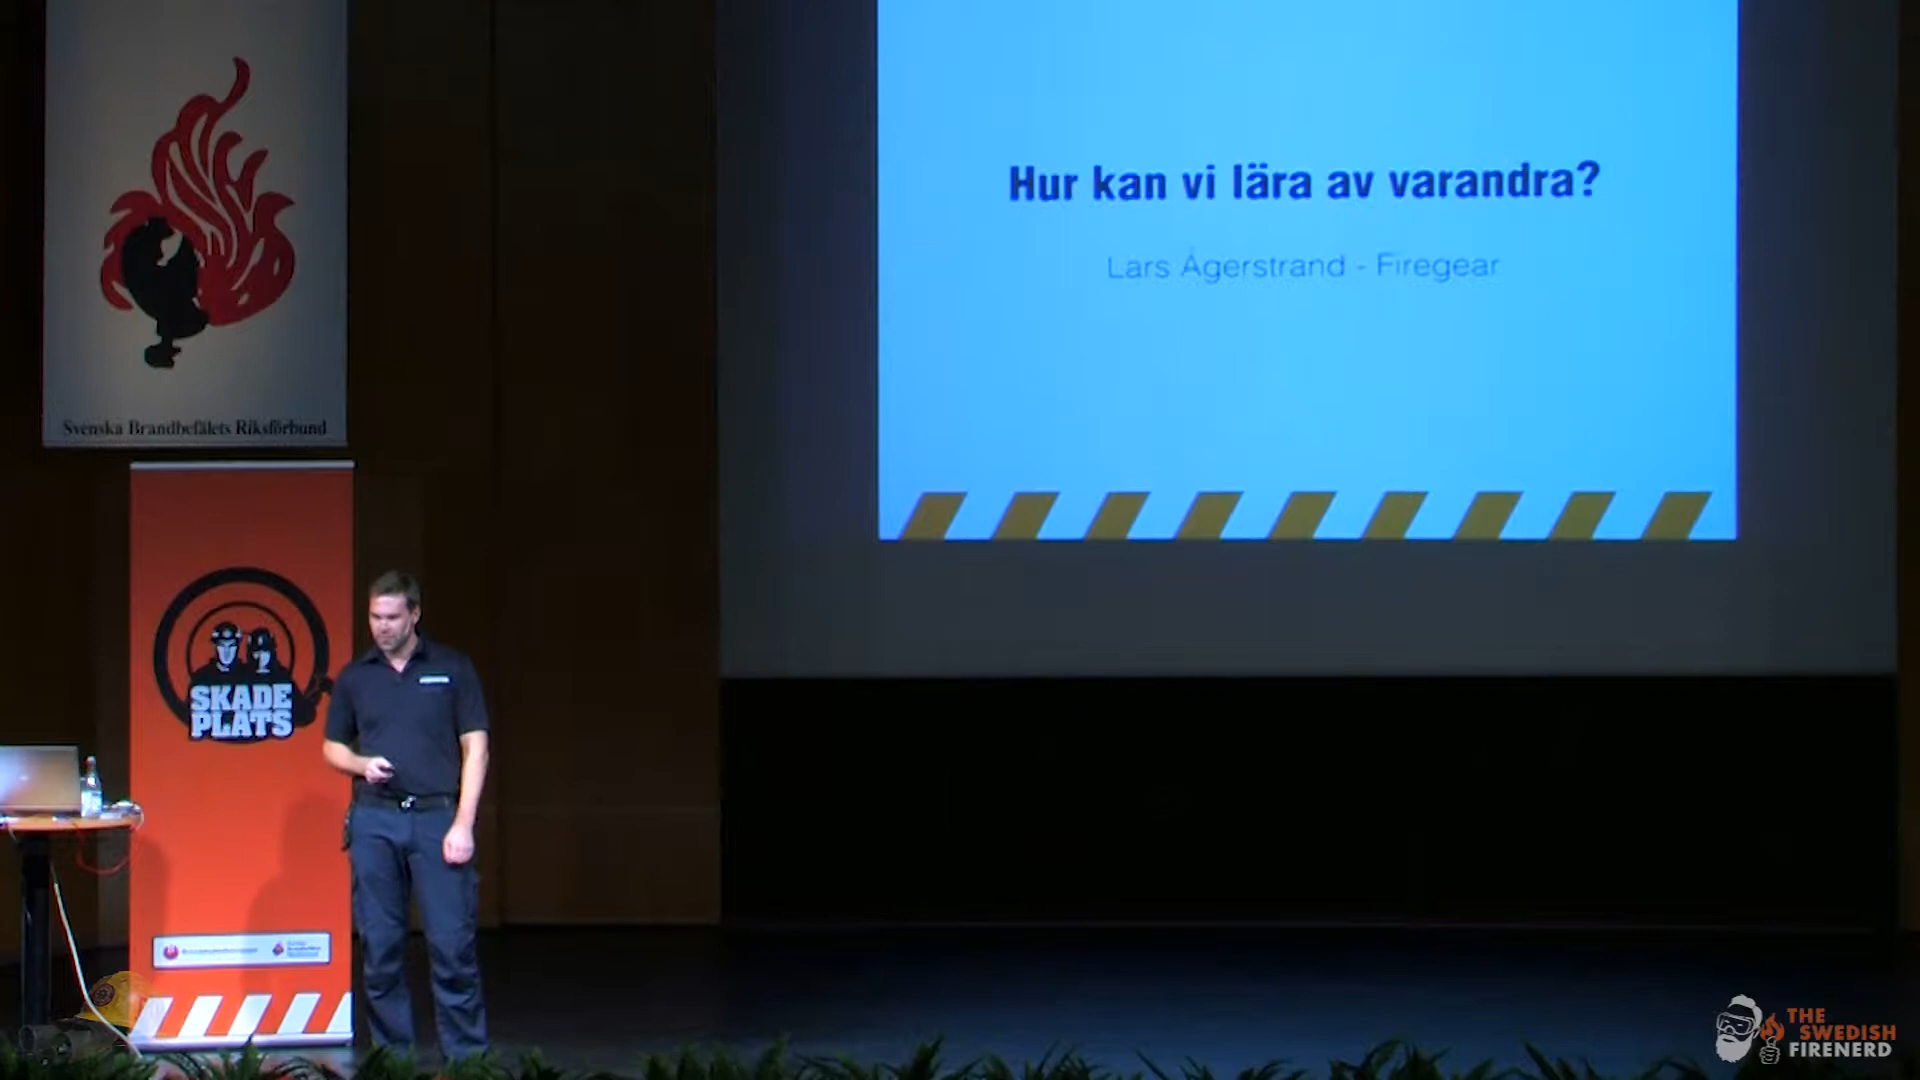 Hur kan vi lära av varandra?
Lars Ågerstrand - Firegear
Svenska Brandbefälets Riksförbund
SKADE
PLATS
THE
SWEDISH
FIRENERD